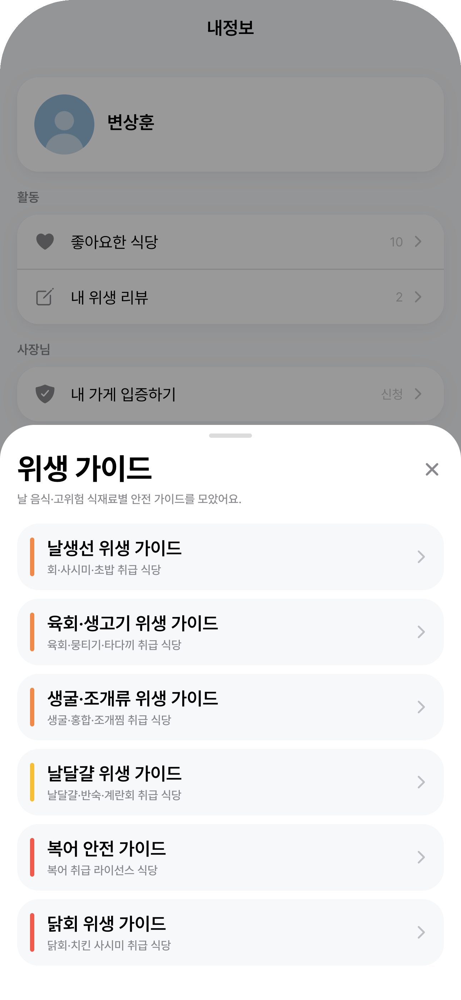 내정보
변상훈
활동
좋아요한 식당 10
내 위생 리뷰 2
사장님
내 가게 입증하기 신청
위생 가이드
날 음식·고위험 식재료별 안전 가이드를 모았어요.
날생선 위생 가이드
회·사시미·초밥 취급 식당
육회·생고기 위생 가이드
육회·뭉티기·타다끼 취급 식당
생굴·조개류 위생 가이드
생굴·홍합·조개찜 취급 식당
날달걀 위생 가이드
날달걀·반숙·계란회 취급 식당
복어 안전 가이드
복어 취급 라이선스 식당
닭회 위생 가이드
닭회·치킨 사시미 취급 식당